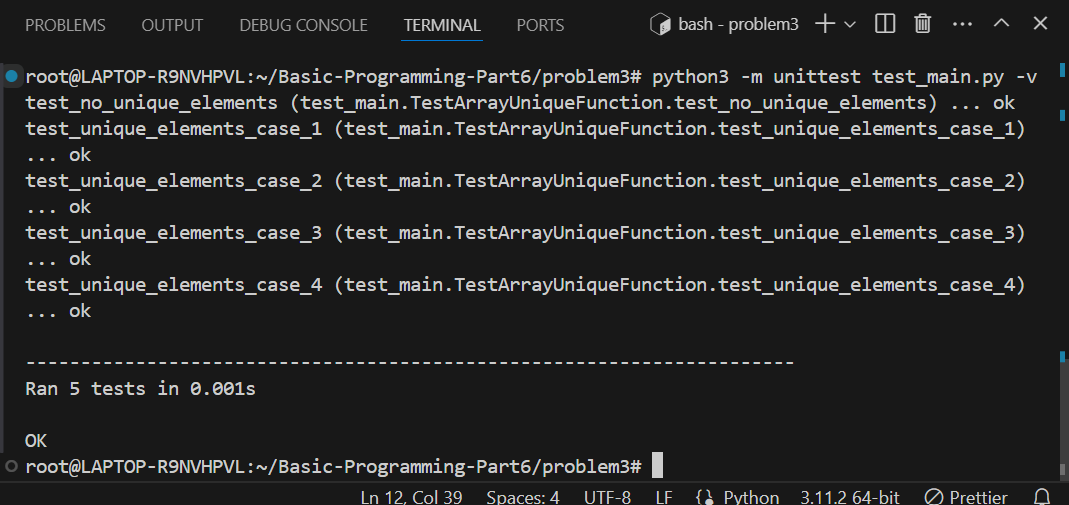 PROBLEMS OUTPUT DEBUG CONSOLE TERMINAL PORTS bash - problem3
root@LAPTOP-R9NVHPVL:~/Basic-Programming-Part6/problem3# python3 -m unittest test_main.py -v
test_no_unique_elements (test_main.TestArrayUniqueFunction.test_no_unique_elements) ... ok
test_unique_elements_case_1 (test_main.TestArrayUniqueFunction.test_unique_elements_case_1)
... ok
test_unique_elements_case_2 (test_main.TestArrayUniqueFunction.test_unique_elements_case_2)
... ok
test_unique_elements_case_3 (test_main.TestArrayUniqueFunction.test_unique_elements_case_3)
... ok
test_unique_elements_case_4 (test_main.TestArrayUniqueFunction.test_unique_elements_case_4)
... ok
----------------------------------------------------------------------
Ran 5 tests in 0.001s
OK
root@LAPTOP-R9NVHPVL:~/Basic-Programming-Part6/problem3#
Ln 12, Col 39 Spaces: 4 UTF-8 LF Python 3.11.2 64-bit Prettier